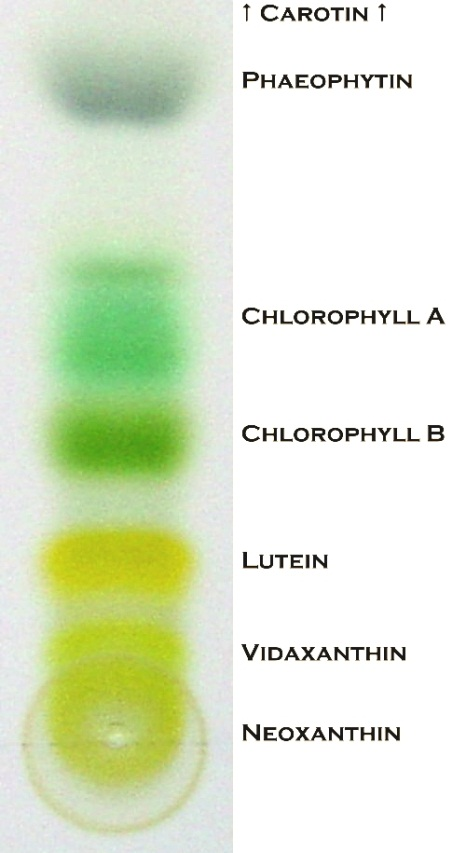 ↑ Carotin ↑
Phaeophytin
Chlorophyll A
Chlorophyll B
Lutein
Vidaxanthin
Neoxanthin